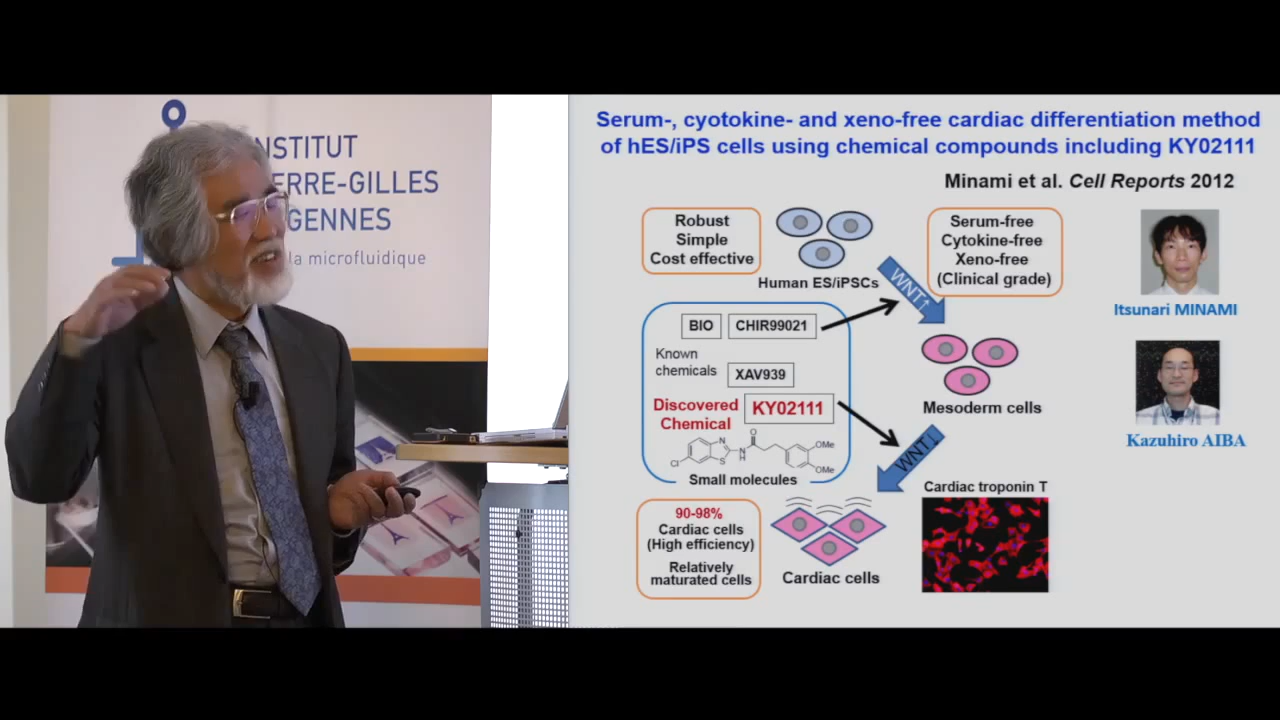 NSTITUT
ERRE-GILLES
GENNES
la microfluidique
Serum-, cyotokine- and xeno-free cardiac differentiation method
of hES/iPS cells using chemical compounds including KY02111
Minami et al. Cell Reports 2012
Robust
Simple
Cost effective
Human ES/iPSCs
Serum-free
Cytokine-free
Xeno-free
(Clinical grade)
WNT↑
Itsunari MINAMI
BIO
CHIR99021
Known
chemicals
XAV939
Discovered
Chemical
KY02111
Cl
N
S
N
H
O
OMe
OMe
Small molecules
Mesoderm cells
WNT↓
Kazuhiro AIBA
90-98%
Cardiac cells
(High efficiency)
Relatively
maturated cells
Cardiac cells
Cardiac troponin T